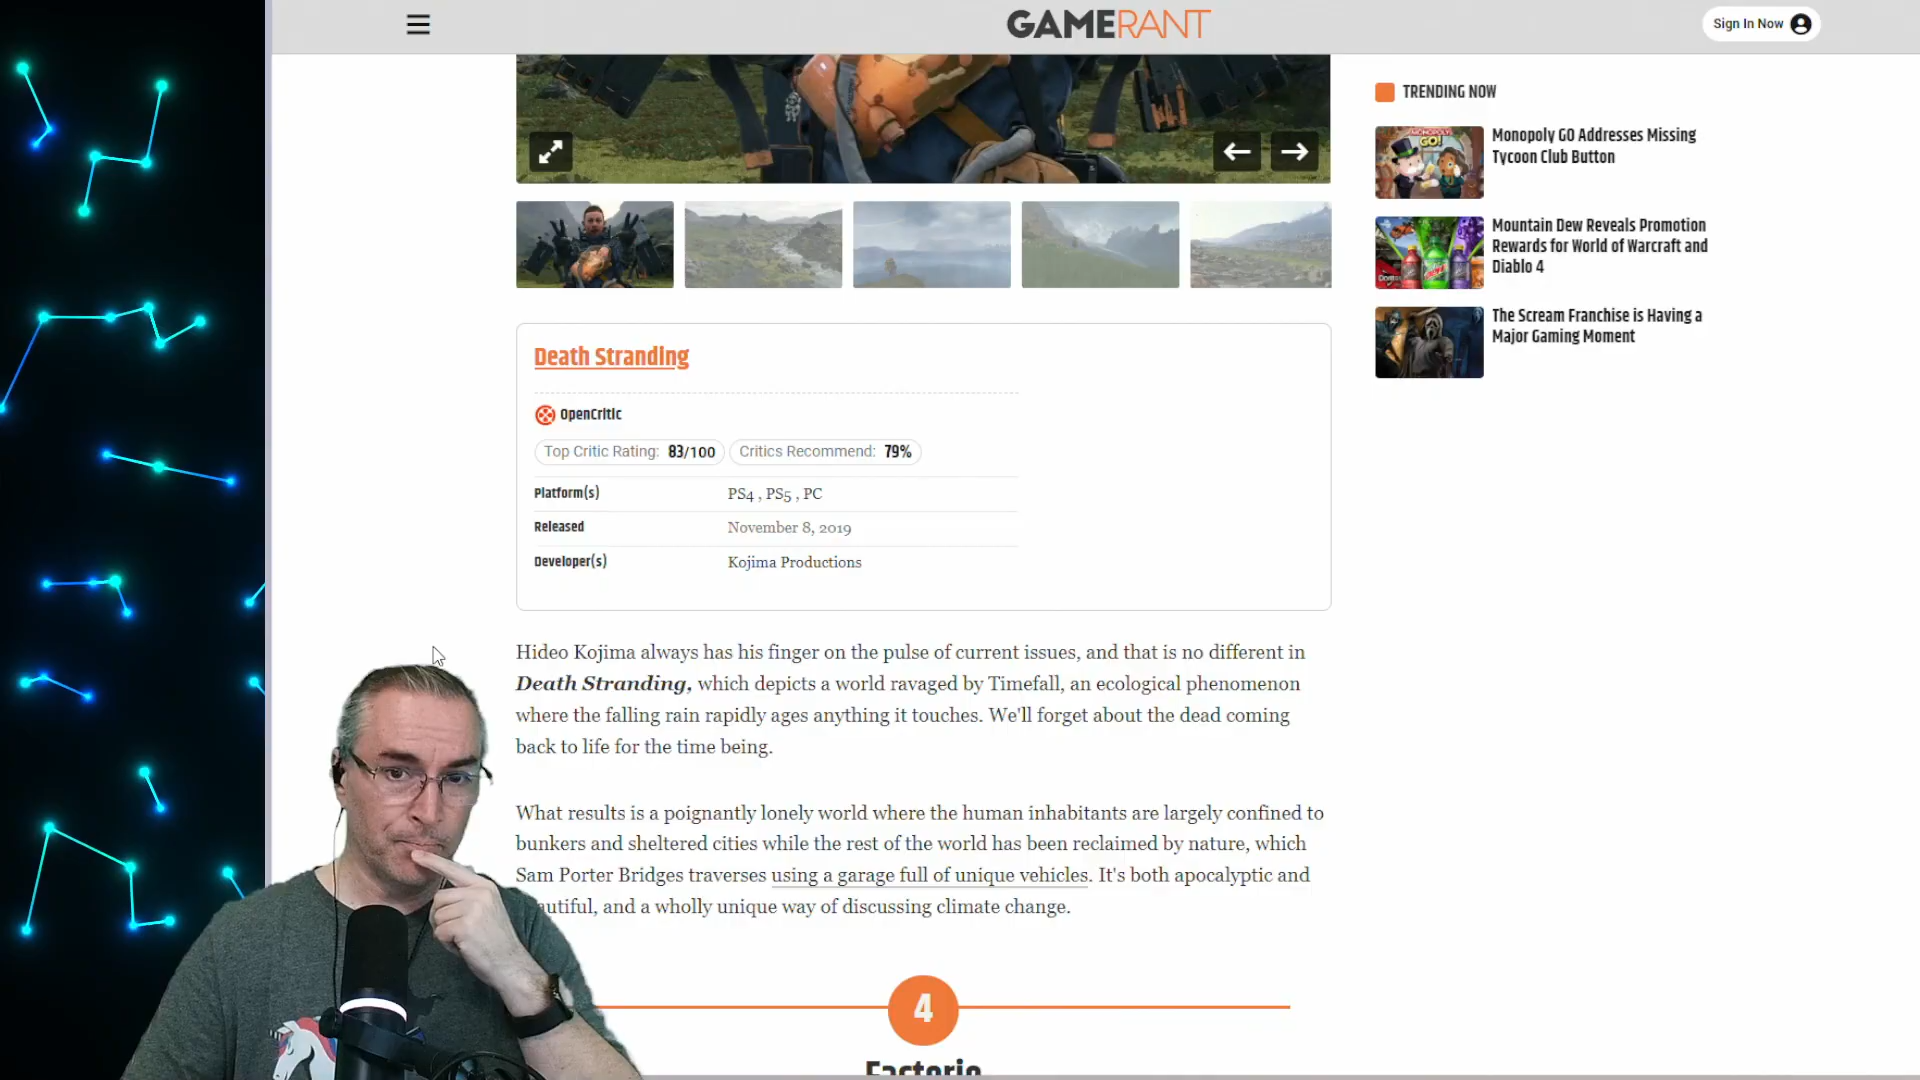 GAMERANT
Sign In Now
TRENDING NOW
Monopoly GO Addresses Missing
Tycoon Club Button
Mountain Dew Reveals Promotion
Rewards for World of Warcraft and
Diablo 4
The Scream Franchise is Having a
Major Gaming Moment
Death Stranding
OpenCritic
Top Critic Rating: 83/100 Critics Recommend: 79%
Platform(s) PS4 , PS5 , PC
Released November 8, 2019
Developer(s) Kojima Productions
Hideo Kojima always has his finger on the pulse of current issues, and that is no different in
Death Stranding, which depicts a world ravaged by Timefall, an ecological phenomenon
where the falling rain rapidly ages anything it touches. We'll forget about the dead coming
back to life for the time being.
What results is a poignantly lonely world where the human inhabitants are largely confined to
bunkers and sheltered cities while the rest of the world has been reclaimed by nature, which
Sam Porter Bridges traverses using a garage full of unique vehicles. It's both apocalyptic and
autiful, and a wholly unique way of discussing climate change.
4
Factorio